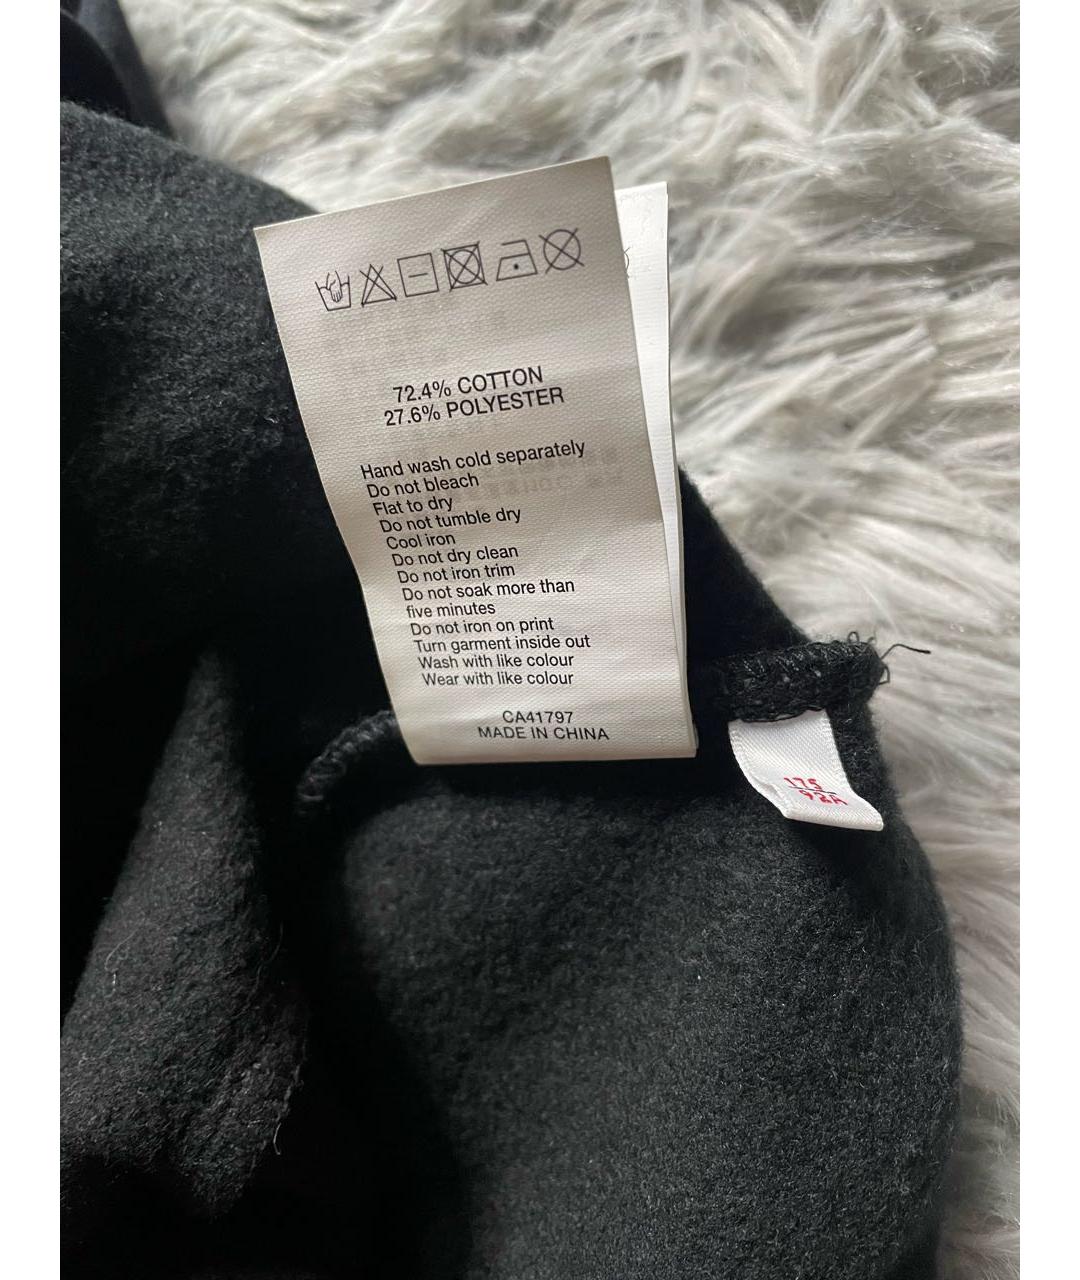 72.4% COTTON
27.6% POLYESTER
Hand wash cold separately
Do not bleach
Flat to dry
Do not tumble dry
Cool iron
Do not dry clean
Do not iron trim
Do not soak more than
five minutes
Do not iron on print
Turn garment inside out
Wash with like colour
Wear with like colour
CA41797
MADE IN CHINA
175
92A